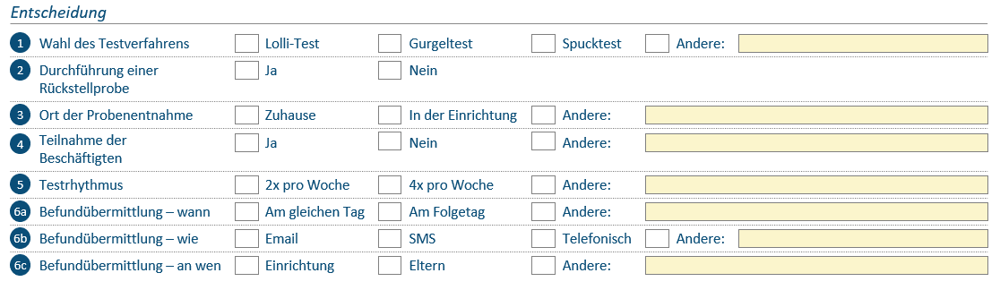 Entscheidung
1 Wahl des Testverfahrens Lolli-Test Gurgeltest Spucktest Andere:
2 Durchführung einer Ja Nein
Rückstellprobe
3 Ort der Probenentnahme Zuhause In der Einrichtung Andere:
4 Teilnahme der Ja Nein Andere:
Beschäftigten
5 Testrhythmus 2x pro Woche 4x pro Woche Andere:
6a Befundübermittlung – wann Am gleichen Tag Am Folgetag Andere:
6b Befundübermittlung – wie Email SMS Telefonisch Andere:
6c Befundübermittlung – an wen Einrichtung Eltern Andere: